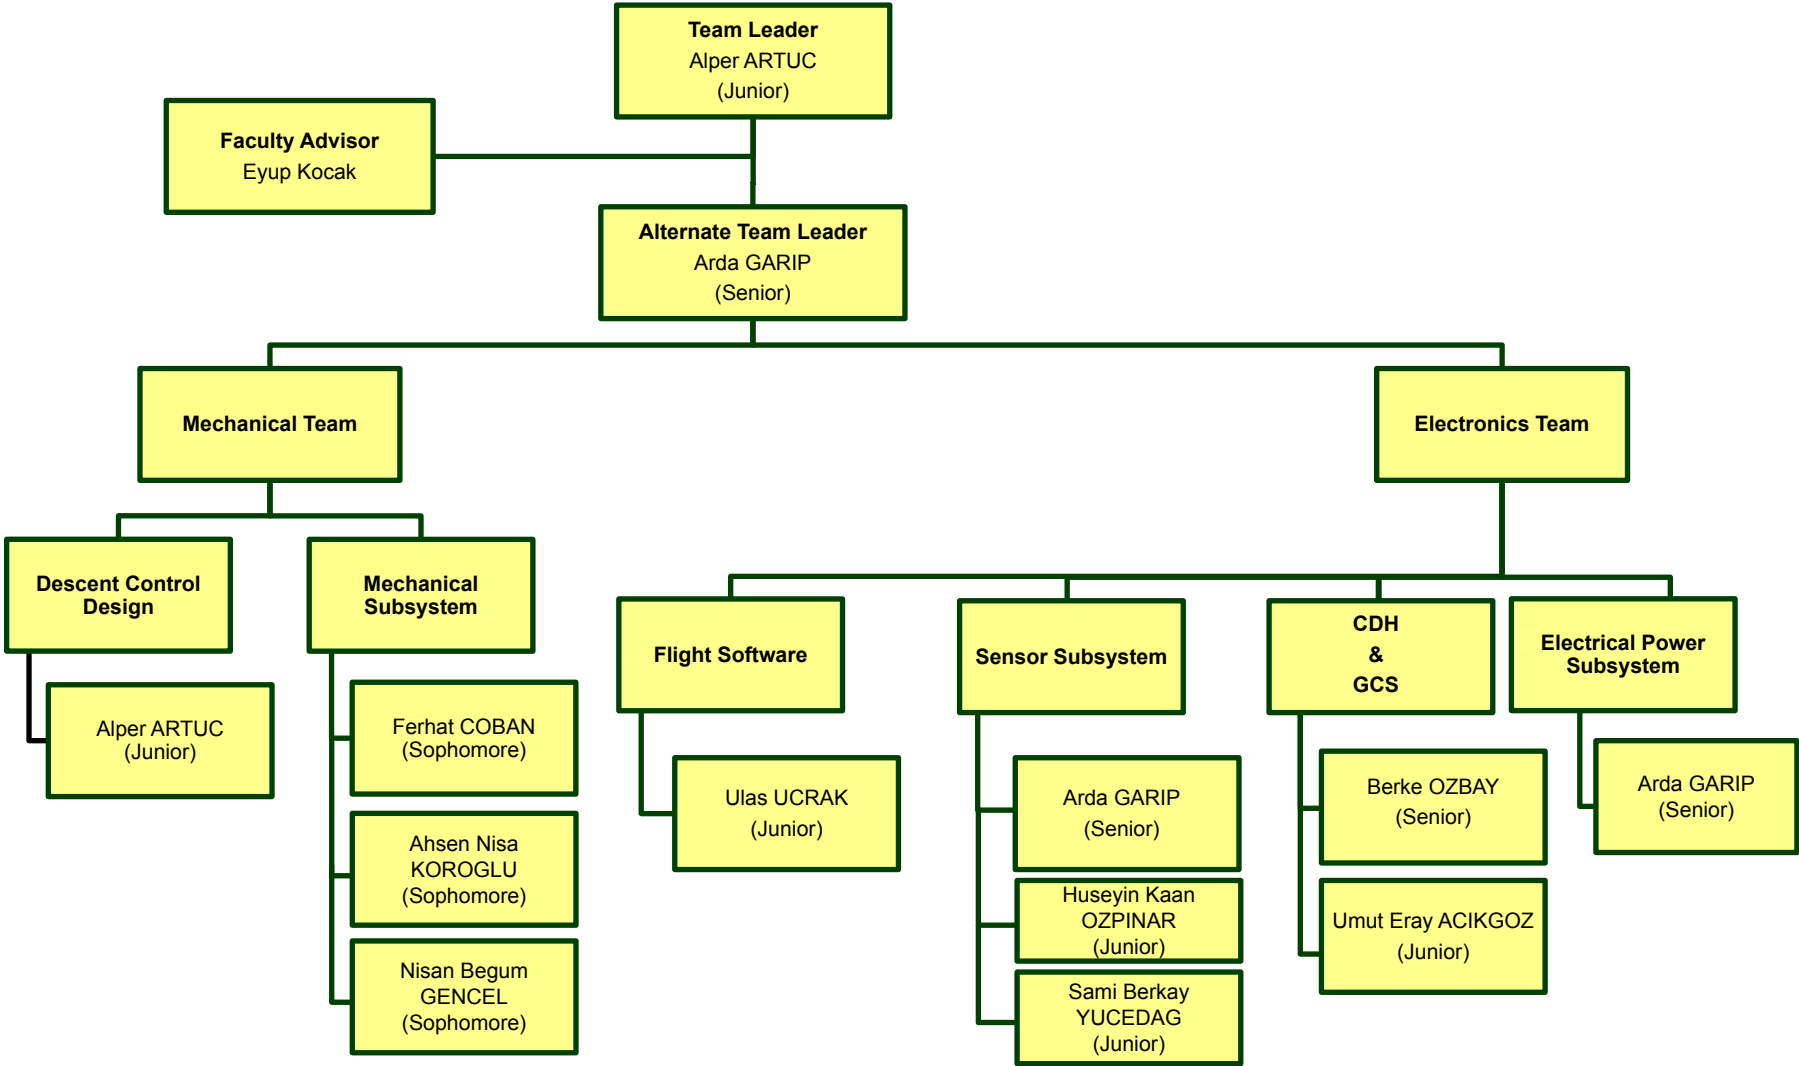 Team Leader
Alper ARTUC
(Junior)
Faculty Advisor
Eyup Kocak
Alternate Team Leader
Arda GARIP
(Senior)
Mechanical Team
Electronics Team
Descent Control
Design
Alper ARTUC
(Junior)
Mechanical
Subsystem
Ferhat COBAN
(Sophomore)
Ahsen Nisa
KOROGLU
(Sophomore)
Nisan Begum
GENCEL
(Sophomore)
Flight Software
Ulas UCRAK
(Junior)
Sensor Subsystem
Arda GARIP
(Senior)
Huseyin Kaan
OZPINAR
(Junior)
Sami Berkay
YUCEDAG
(Junior)
CDH
&
GCS
Berke OZBAY
(Senior)
Umut Eray ACIKGOZ
(Junior)
Electrical Power
Subsystem
Arda GARIP
(Senior)